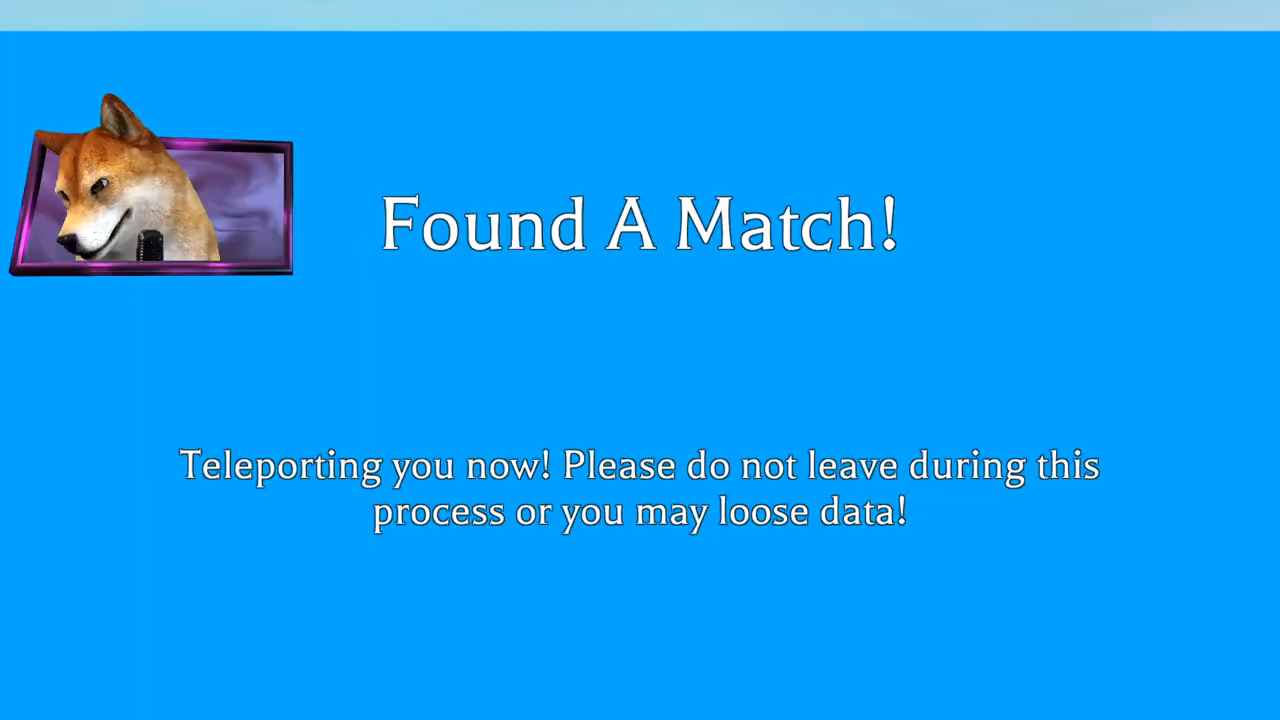 Found A Match!
Teleporting you now! Please do not leave during this
process or you may loose data!